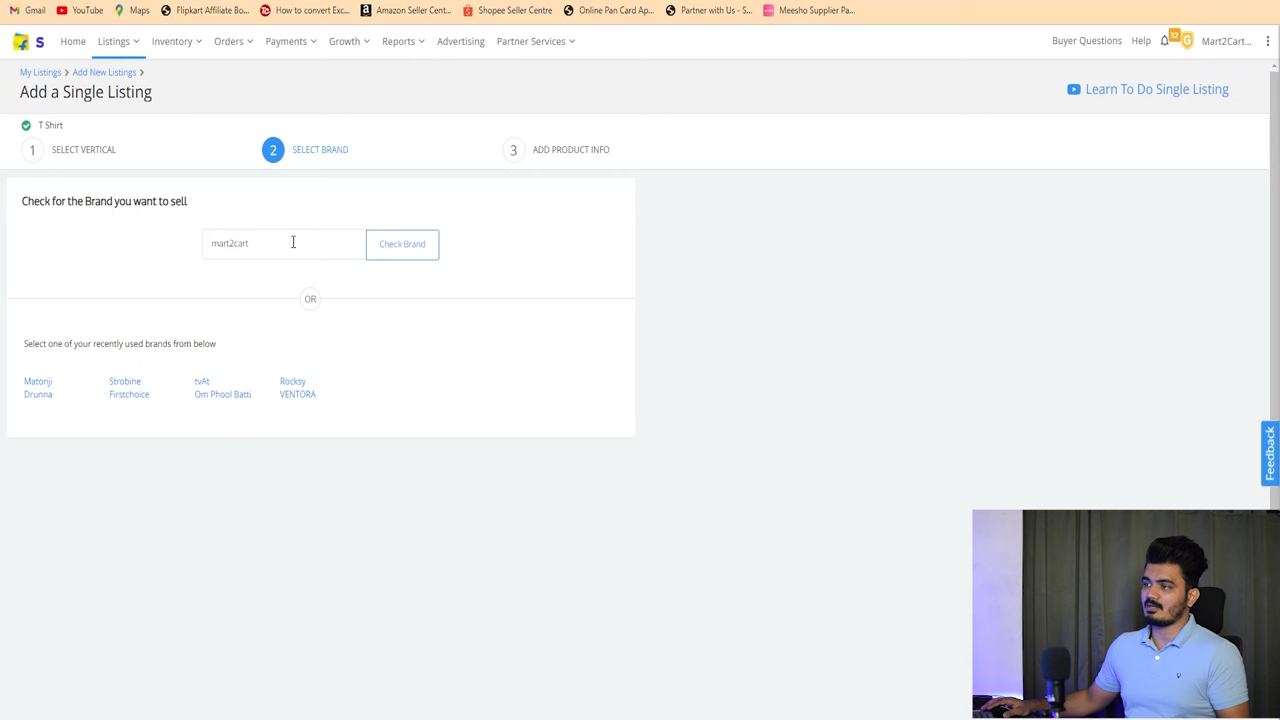 Gmail YouTube Maps Flipkart Affiliate Bo... How to convert Exc... Amazon Seller Cent... Shopee Seller Centre Online Pan Card Ap... Partner with Us - S... Meesho Supplier Pa...
S Home Listings Inventory Orders Payments Growth Reports Advertising Partner Services Buyer Questions Help 32 G Mart2Cart...
My Listings Add New Listings
Add a Single Listing
Learn To Do Single Listing
T Shirt
1 SELECT VERTICAL 2 SELECT BRAND 3 ADD PRODUCT INFO
Check for the Brand you want to sell
mart2cart Check Brand
OR
Select one of your recently used brands from below
Matonji Strobine tvAt Rocksy
Drunna Firstchoice Om Phool Batti VENTORA
Feedback